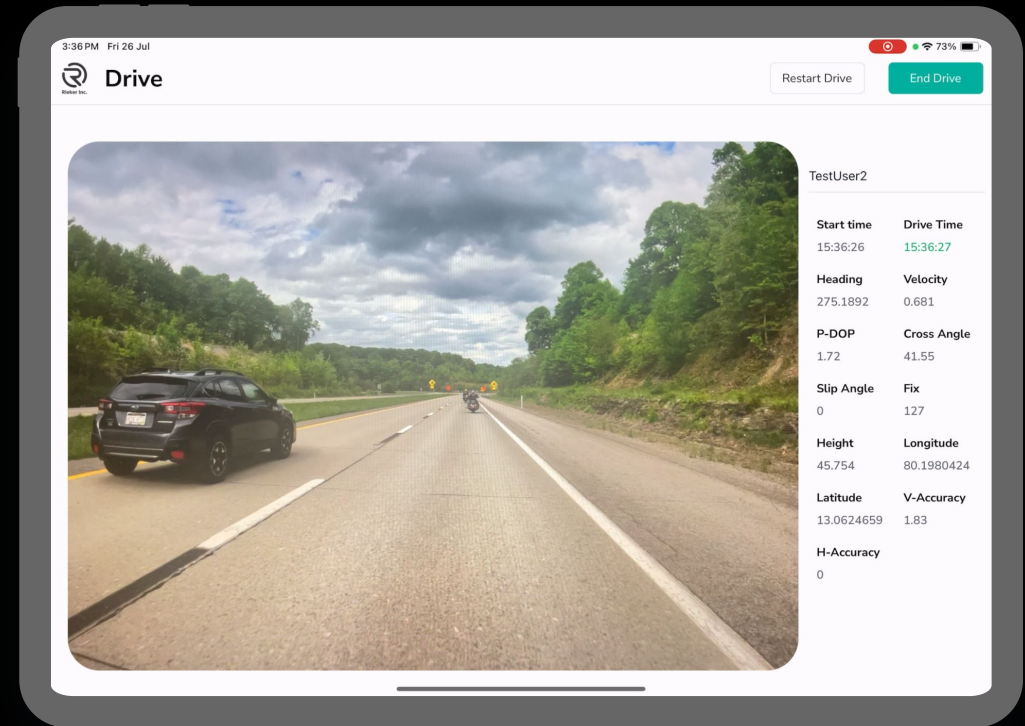 3:36 PM Fri 26 Jul 73%
Rieker Inc.
Drive
Restart Drive End Drive
TestUser2
Start time Drive Time
15:36:26 15:36:27
Heading Velocity
275.1892 0.681
P-DOP Cross Angle
1.72 41.55
Slip Angle Fix
0 127
Height Longitude
45.754 80.1980424
Latitude V-Accuracy
13.0624659 1.83
H-Accuracy
0